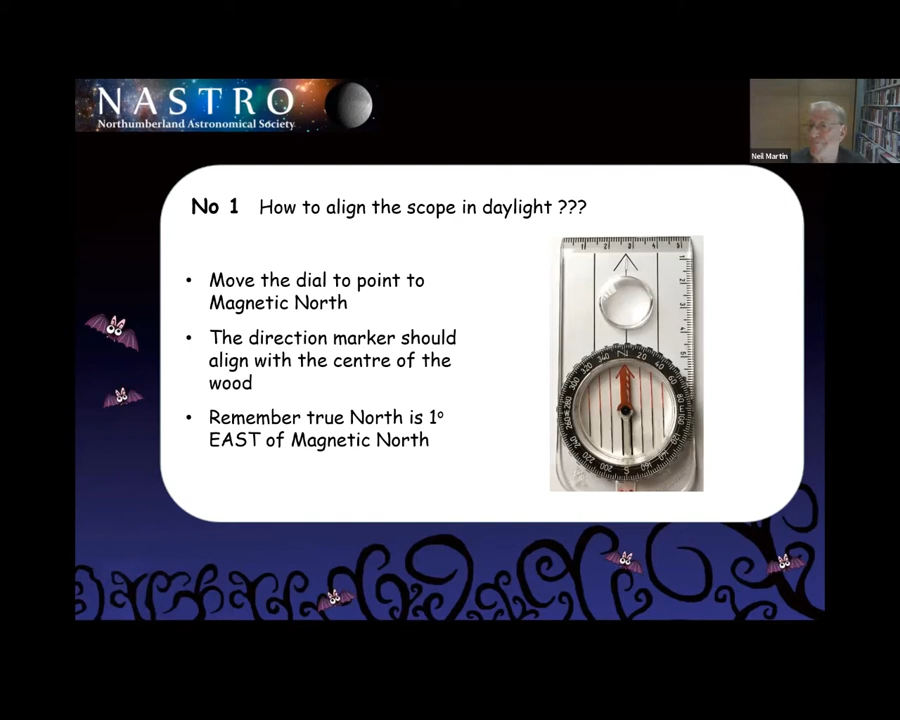 NASTRO
Northumberland Astronomical Society
Neil Martin
No 1 How to align the scope in daylight ???
• Move the dial to point to
Magnetic North
• The direction marker should
align with the centre of the
wood
• Remember true North is 1º
EAST of Magnetic North